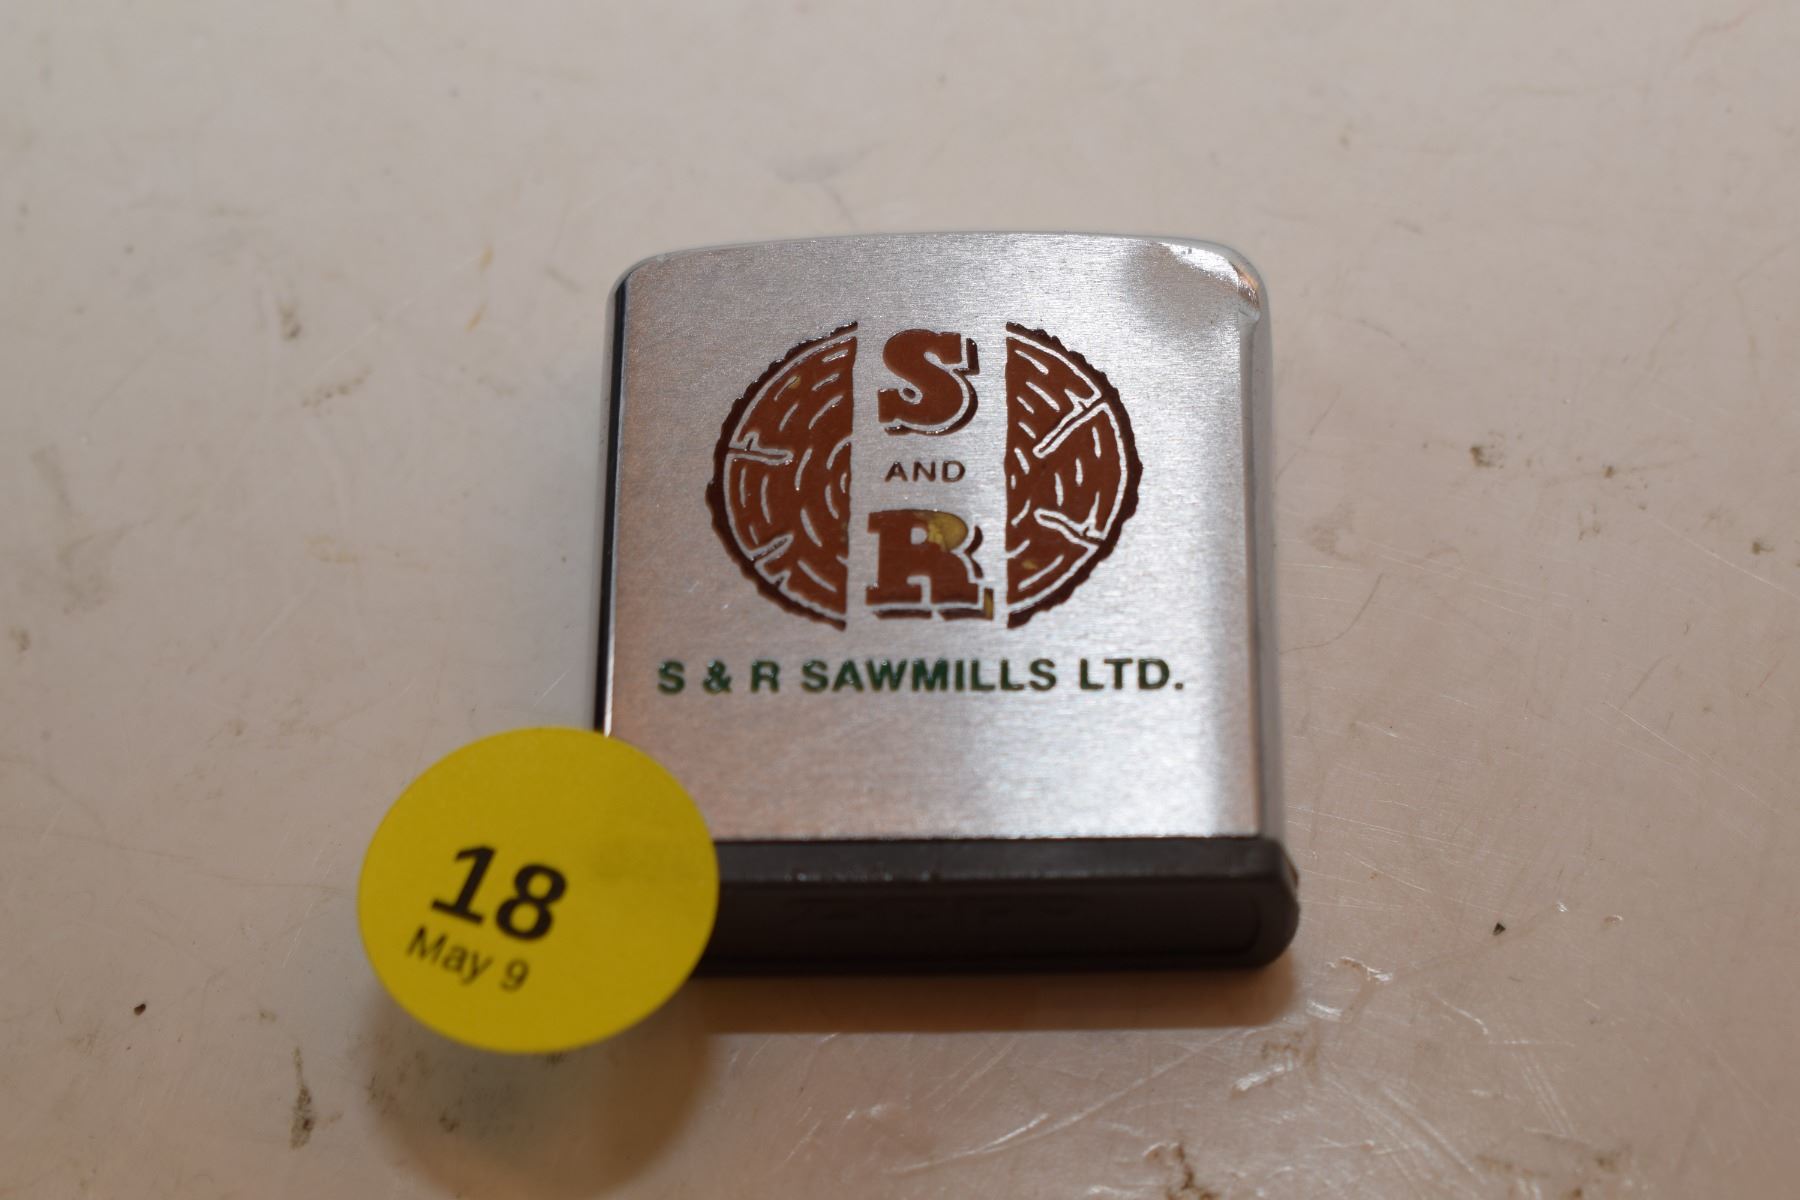 S
AND
R
S & R SAWMILLS LTD.
18
May 9